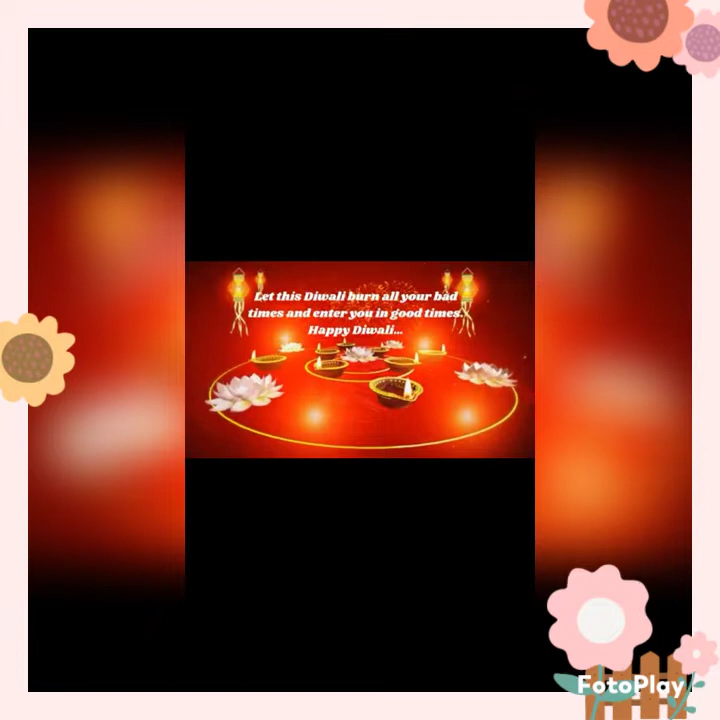 Let this Diwali burn all your bad
times and enter you in good times.
Happy Diwali...
FotoPlay